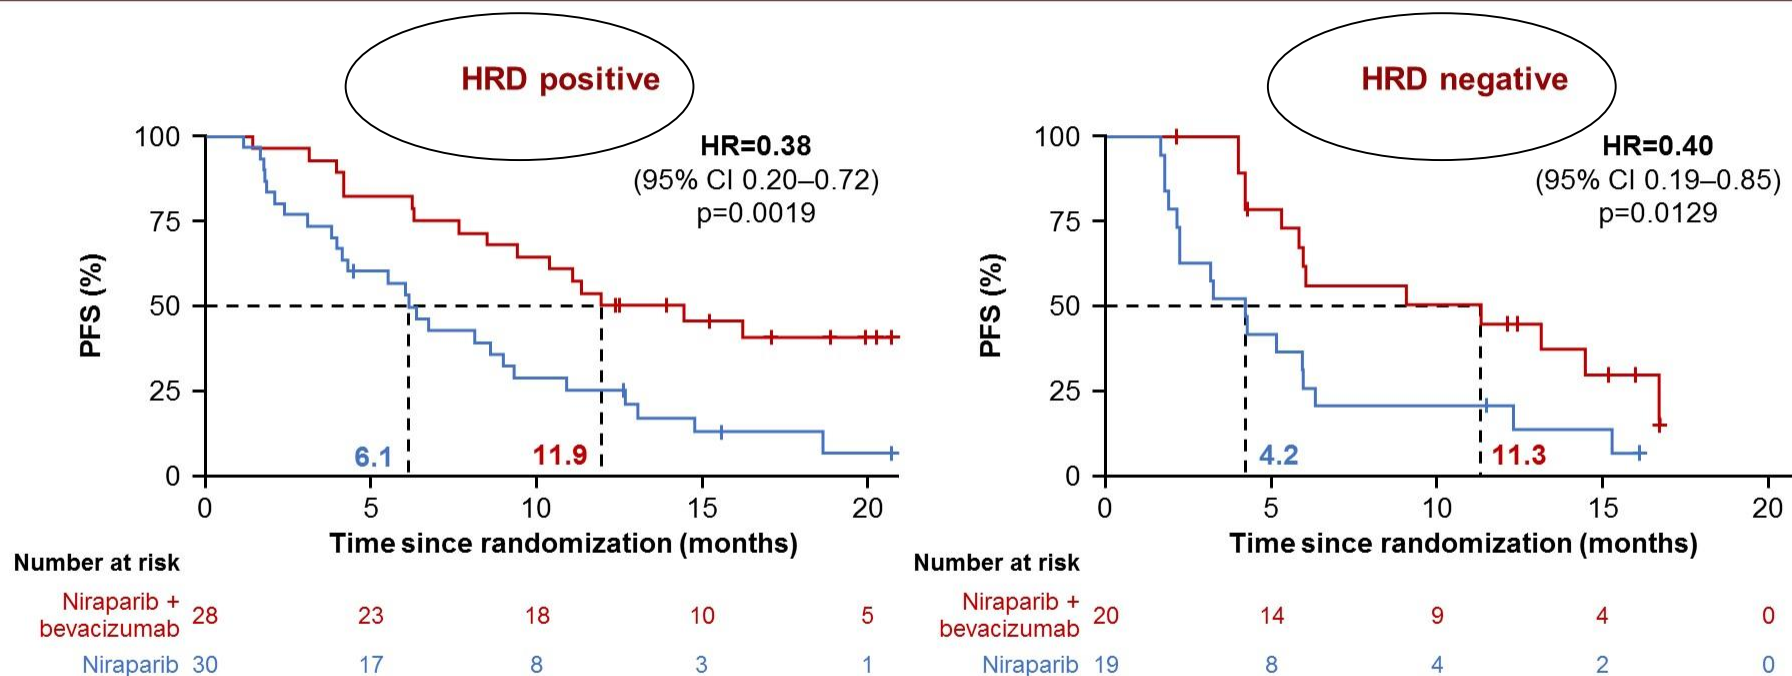 HRD positive
HR=0.38
(95% CI 0.20–0.72)
p=0.0019
PFS (%)
100
75
50
25
0
6.1
11.9
0 5 10 15 20
Time since randomization (months)
Number at risk
Niraparib +
bevacizumab 28 23 18 10 5
Niraparib 30 17 8 3 1
HRD negative
HR=0.40
(95% CI 0.19–0.85)
p=0.0129
PFS (%)
100
75
50
25
0
4.2
11.3
0 5 10 15 20
Time since randomization (months)
Number at risk
Niraparib +
bevacizumab 20 14 9 4 0
Niraparib 19 8 4 2 0